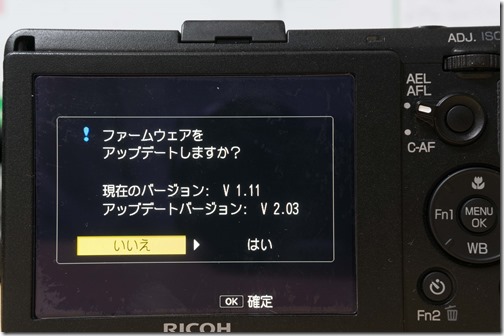 ADJ. ISO
AEL
AFL
C-AF
! ファームウェアを
アップデートしますか?
現在のバージョン: V 1.11
アップデートバージョン: V 2.03
いいえ はい
OK 確定
Fn1
MENU
OK
WB
Fn2
RICOH